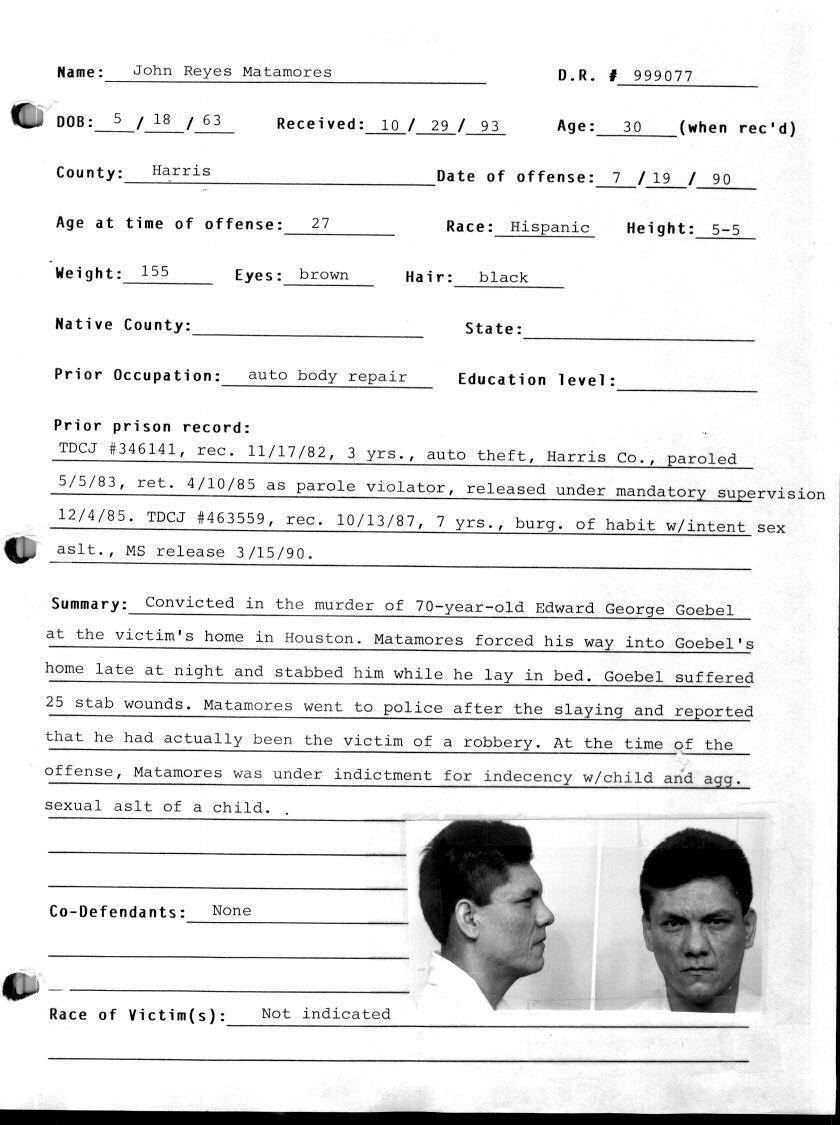 Name: John Reyes Matamores D.R. # 999077
DOB: 5 / 18 / 63 Received: 10 / 29 / 93 Age: 30 (when rec'd)
County: Harris Date of offense: 7 / 19 / 90
Age at time of offense: 27 Race: Hispanic Height: 5-5
Weight: 155 Eyes: brown Hair: black
Native County: State:
Prior Occupation: auto body repair Education level:
Prior prison record:
TDCJ #346141, rec. 11/17/82, 3 yrs., auto theft, Harris Co., paroled
5/5/83, ret. 4/10/85 as parole violator, released under mandatory supervision
12/4/85. TDCJ #463559, rec. 10/13/87, 7 yrs., burg. of habit w/intent sex
aslt., MS release 3/15/90.
Summary: Convicted in the murder of 70-year-old Edward George Goebel
at the victim's home in Houston. Matamores forced his way into Goebel's
home late at night and stabbed him while he lay in bed. Goebel suffered
25 stab wounds. Matamores went to police after the slaying and reported
that he had actually been the victim of a robbery. At the time of the
offense, Matamores was under indictment for indecency w/child and agg.
sexual aslt of a child. .
Co-Defendants: None
Race of Victim(s): Not indicated